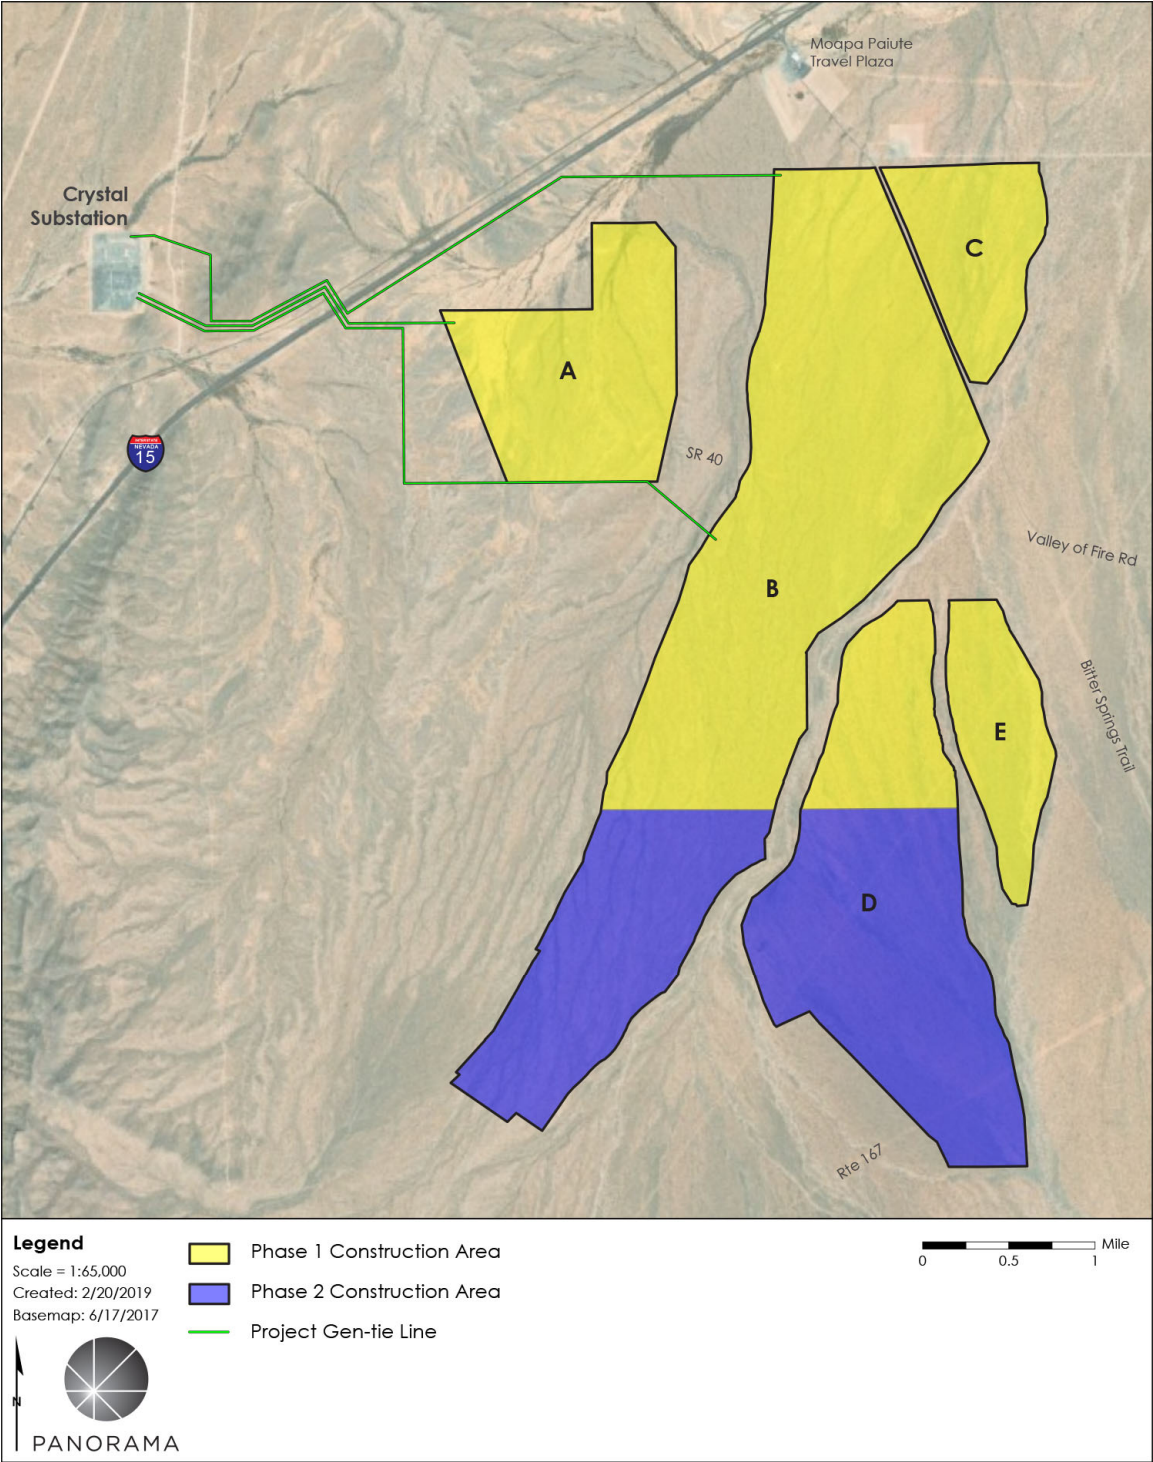 Moapa Paiute
Travel Plaza
Crystal
Substation
C
A
INTERSTATE
NEVADA
15
SR 40
Valley of Fire Rd
B
Bitter Springs Trail
E
D
Rte 167
Legend
Scale = 1:65,000
Created: 2/20/2019
Basemap: 6/17/2017
Phase 1 Construction Area
Phase 2 Construction Area
Project Gen-tie Line
Mile
0 0.5 1
N
PANORAMA